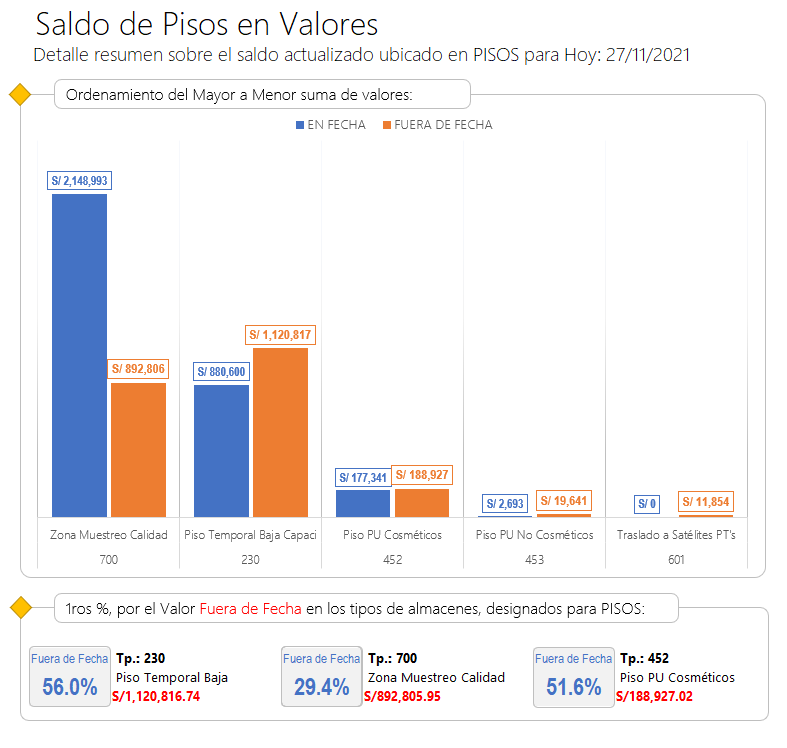 Saldo de Pisos en Valores
Detalle resumen sobre el saldo actualizado ubicado en PISOS para Hoy: 27/11/2021
Ordenamiento del Mayor a Menor suma de valores:
EN FECHA FUERA DE FECHA
S/ 2,148,993
S/ 892,806
S/ 880,600
S/ 1,120,817
S/ 177,341
S/ 188,927
S/ 2,693
S/ 19,641
S/ 0
S/ 11,854
Zona Muestreo Calidad Piso Temporal Baja Capaci Piso PU Cosméticos Piso PU No Cosméticos Traslado a Satélites PT's
700 230 452 453 601
1ros %, por el Valor Fuera de Fecha en los tipos de almacenes, designados para PISOS:
Fuera de Fecha
56.0%
Tp.: 230
Piso Temporal Baja
S/1,120,816.74
Fuera de Fecha
29.4%
Tp.: 700
Zona Muestreo Calidad
S/892,805.95
Fuera de Fecha
51.6%
Tp.: 452
Piso PU Cosméticos
S/188,927.02